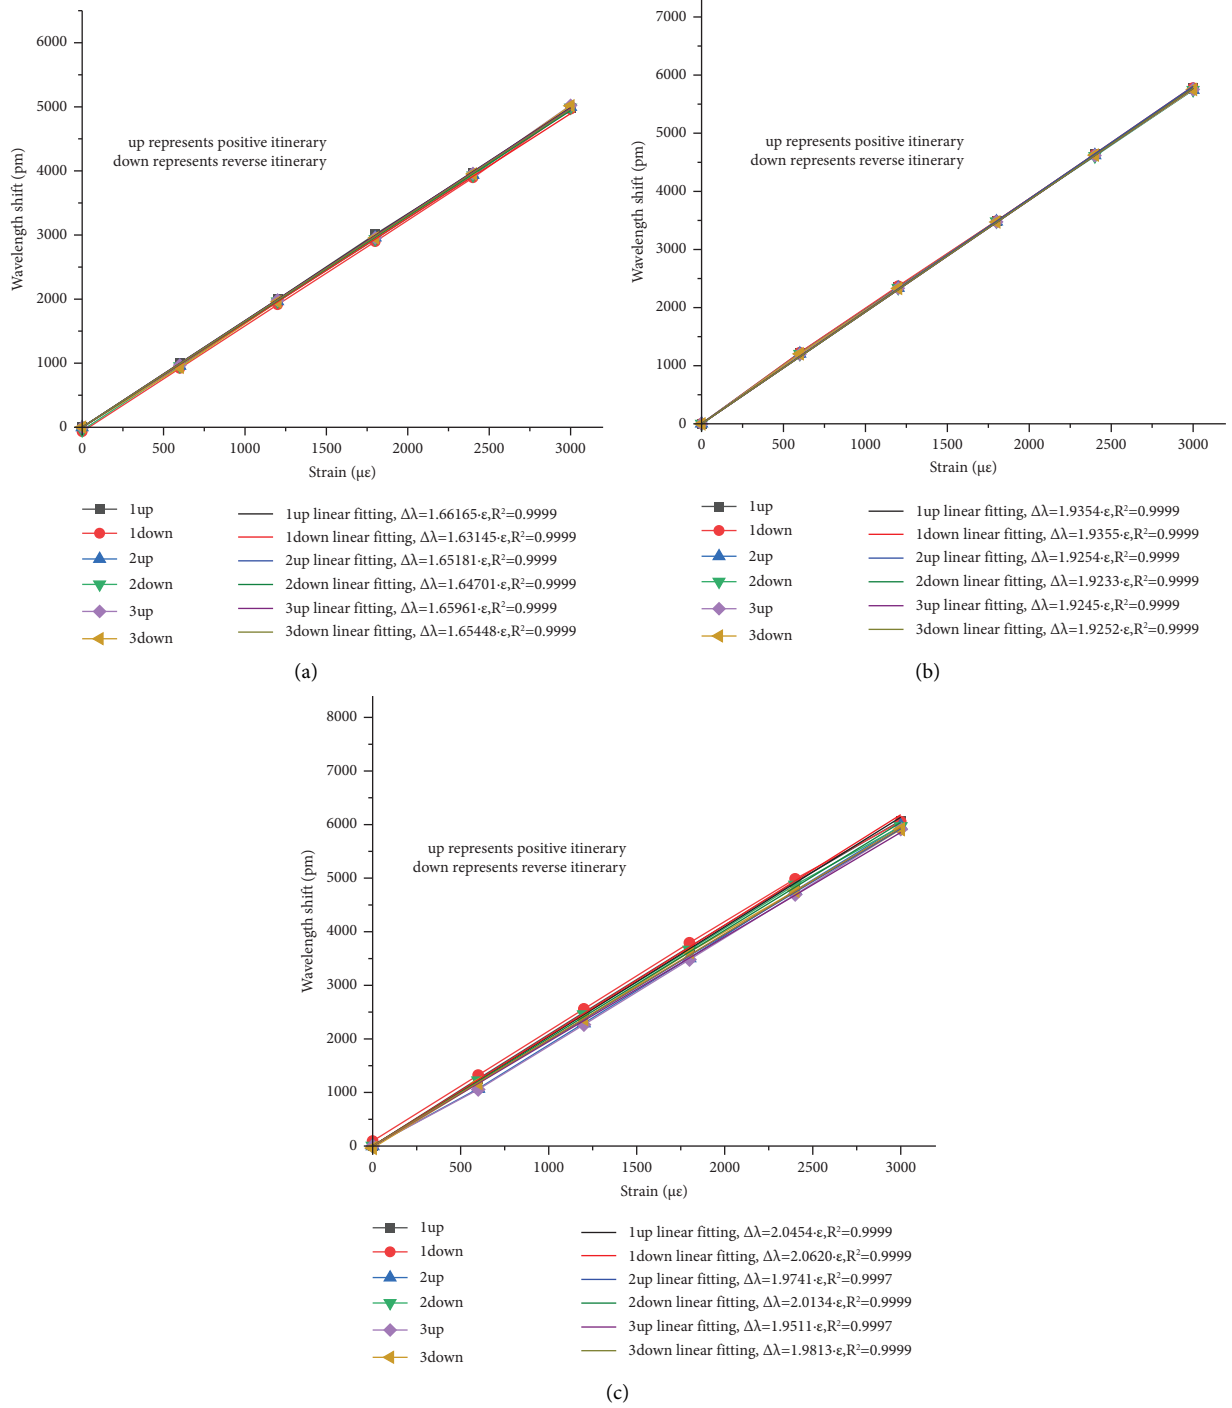 6000
5000
4000
3000
2000
1000
0
Wavelength shift (pm)
up represents positive itinerary
down represents reverse itinerary
0 500 1000 1500 2000 2500 3000
Strain (με)
1up
1down
2up
2down
3up
3down
1up linear fitting, Δλ=1.66165·ε,R²=0.9999
1down linear fitting, Δλ=1.63145·ε,R²=0.9999
2up linear fitting, Δλ=1.65181·ε,R²=0.9999
2down linear fitting, Δλ=1.64701·ε,R²=0.9999
3up linear fitting, Δλ=1.65961·ε,R²=0.9999
3down linear fitting, Δλ=1.65448·ε,R²=0.9999
(a)
7000
6000
5000
4000
3000
2000
1000
0
Wavelength shift (pm)
up represents positive itinerary
down represents reverse itinerary
0 500 1000 1500 2000 2500 3000
Strain (με)
1up
1down
2up
2down
3up
3down
1up linear fitting, Δλ=1.9354·ε,R²=0.9999
1down linear fitting, Δλ=1.9355·ε,R²=0.9999
2up linear fitting, Δλ=1.9254·ε,R²=0.9999
2down linear fitting, Δλ=1.9233·ε,R²=0.9999
3up linear fitting, Δλ=1.9245·ε,R²=0.9999
3down linear fitting, Δλ=1.9252·ε,R²=0.9999
(b)
8000
7000
6000
5000
4000
3000
2000
1000
0
Wavelength shift (pm)
up represents positive itinerary
down represents reverse itinerary
0 500 1000 1500 2000 2500 3000
Strain (με)
1up
1down
2up
2down
3up
3down
1up linear fitting, Δλ=2.0454·ε,R²=0.9999
1down linear fitting, Δλ=2.0620·ε,R²=0.9999
2up linear fitting, Δλ=1.9741·ε,R²=0.9997
2down linear fitting, Δλ=2.0134·ε,R²=0.9999
3up linear fitting, Δλ=1.9511·ε,R²=0.9997
3down linear fitting, Δλ=1.9813·ε,R²=0.9999
(c)